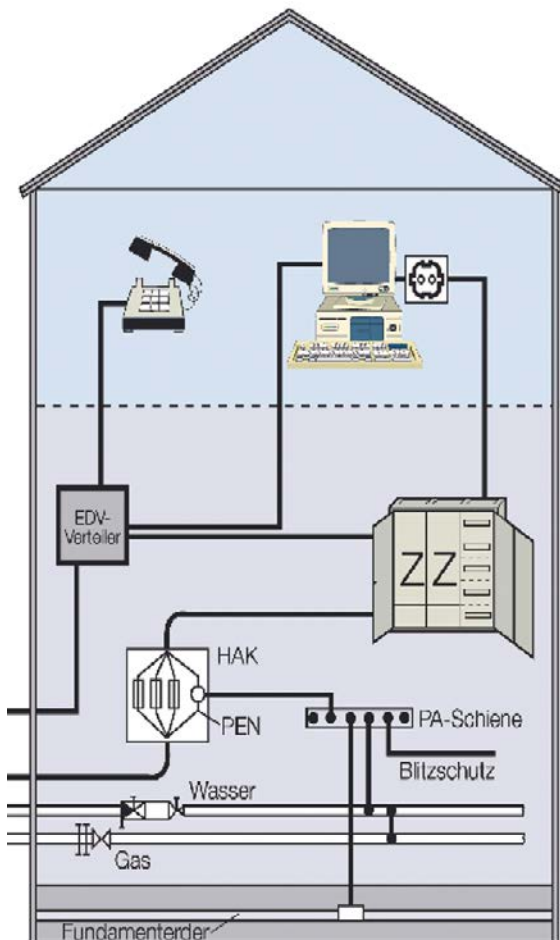 EDV-
Verteiler
ZZ
HAK
PEN
PA-Schiene
Blitzschutz
Wasser
Gas
Fundamenterder